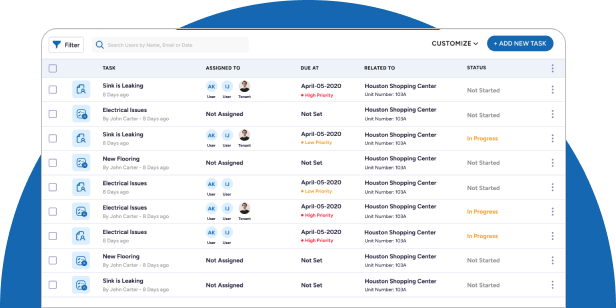 Filter
Search Users by Name, Email or Date
CUSTOMIZE
+ ADD NEW TASK
TASK ASSIGNED TO DUE AT RELATED TO STATUS
Sink is Leaking AK IJ April-05-2020 Houston Shopping Center Not Started
8 Days ago User User Tenant High Priority Unit Number: 103A
Electrical Issues Not Assigned Not Set Houston Shopping Center Not Started
By John Carter - 8 Days ago Unit Number: 103A
Sink is Leaking AK IJ April-05-2020 Houston Shopping Center In Progress
8 Days ago User User Tenant Low Priority Unit Number: 103A
New Flooring Not Assigned Not Set Houston Shopping Center Not Started
By John Carter - 8 Days ago Unit Number: 103A
Electrical Issues AK IJ April-05-2020 Houston Shopping Center Not Started
8 Days ago User User Low Priority Unit Number: 103A
Electrical Issues AK IJ April-05-2020 Houston Shopping Center In Progress
By John Carter - 8 Days ago User User Tenant High Priority Unit Number: 103A
Electrical Issues AK IJ April-05-2020 Houston Shopping Center In Progress
8 Days ago User User High Priority Unit Number: 103A
New Flooring Not Assigned Not Set Houston Shopping Center Not Started
By John Carter - 8 Days ago Unit Number: 103A
Sink is Leaking Not Assigned Not Set Houston Shopping Center Not Started
By John Carter - 8 Days ago Unit Number: 103A